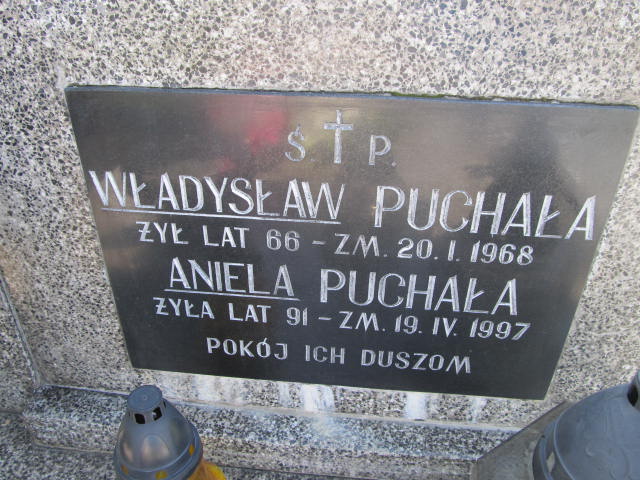 Ś. P.
WŁADYSŁAW PUCHAŁA
ŻYŁ LAT 66 – ZM. 20. I. 1968
ANIELA PUCHAŁA
ŻYŁA LAT 91 – ZM. 19. IV. 1997
POKÓJ ICH DUSZOM